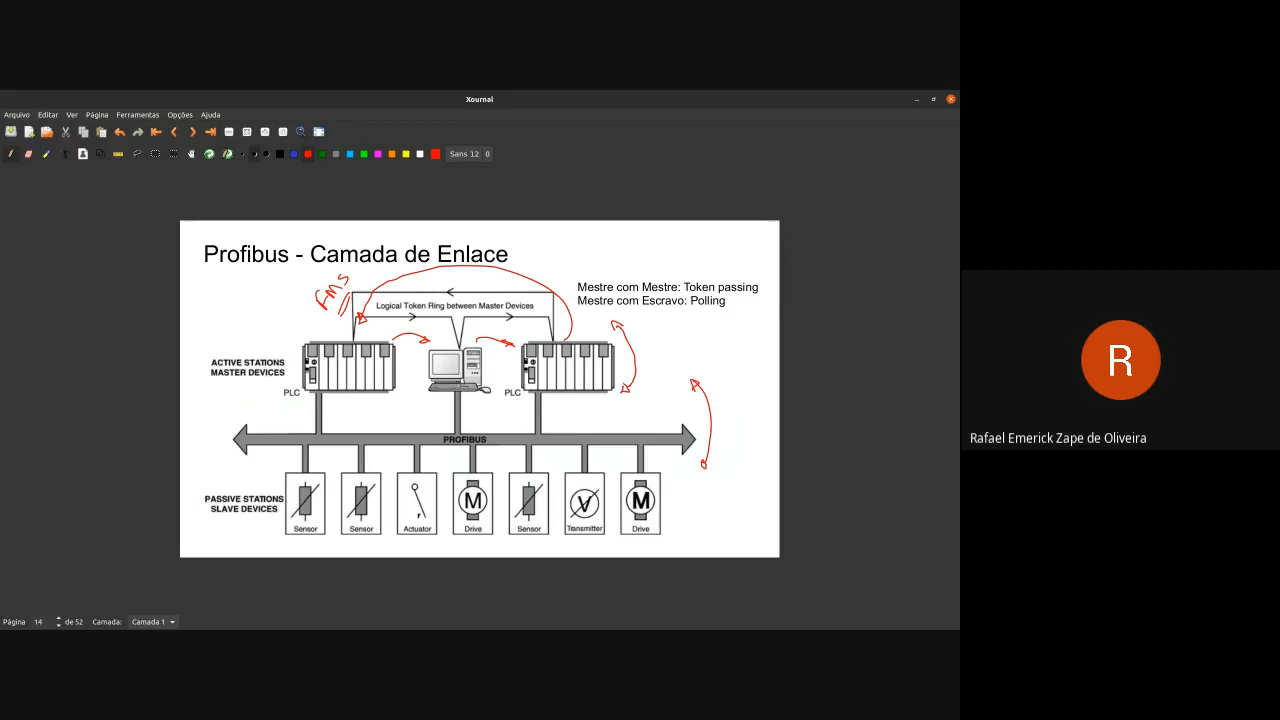 Xournal
Arquivo Editar Ver Página Ferramentas Opções Ajuda
Sans 12 0
Profibus - Camada de Enlace
FMS
Mestre com Mestre: Token passing
Mestre com Escravo: Polling
Logical Token Ring between Master Devices
ACTIVE STATIONS
MASTER DEVICES
PLC
PLC
PROFIBUS
PASSIVE STATIONS
SLAVE DEVICES
M
V
M
Sensor Sensor Actuator Drive Sensor Transmitter Drive
R
Rafael Emerick Zape de Oliveira
Página 14 de 52 Camada: Camada 1